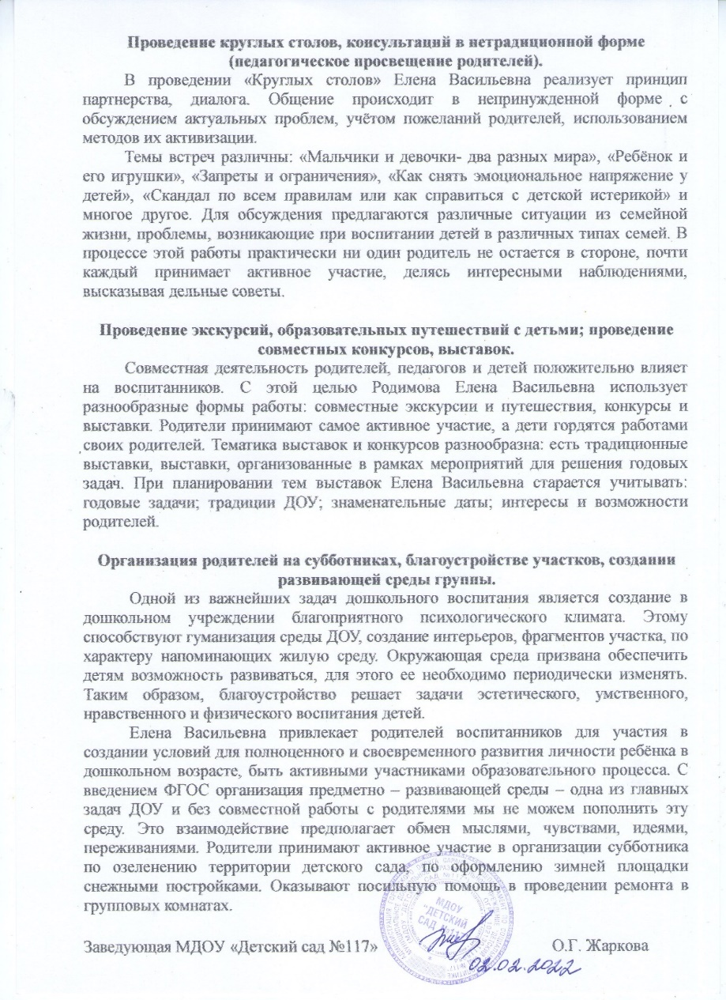 Проведение круглых столов, консультаций в нетрадиционной форме
(педагогическое просвещение родителей).
В проведении «Круглых столов» Елена Васильевна реализует принцип
партнерства, диалога. Общение происходит в непринужденной форме с
обсуждением актуальных проблем, учётом пожеланий родителей, использованием
методов их активизации.
Темы встреч различны: «Мальчики и девочки- два разных мира», «Ребёнок и
его игрушки», «Запреты и ограничения», «Как снять эмоциональное напряжение у
детей», «Скандал по всем правилам или как справиться с детской истерикой» и
многое другое. Для обсуждения предлагаются различные ситуации из семейной
жизни, проблемы, возникающие при воспитании детей в различных типах семей. В
процессе этой работы практически ни один родитель не остается в стороне, почти
каждый принимает активное участие, делясь интересными наблюдениями,
высказывая дельные советы.
Проведение экскурсий, образовательных путешествий с детьми; проведение
совместных конкурсов, выставок.
Совместная деятельность родителей, педагогов и детей положительно влияет
на воспитанников. С этой целью Родимова Елена Васильевна использует
разнообразные формы работы: совместные экскурсии и путешествия, конкурсы и
выставки. Родители принимают самое активное участие, а дети гордятся работами
своих родителей. Тематика выставок и конкурсов разнообразна: есть традиционные
выставки, выставки, организованные в рамках мероприятий для решения годовых
задач. При планировании тем выставок Елена Васильевна старается учитывать:
годовые задачи; традиции ДОУ; знаменательные даты; интересы и возможности
родителей.
Организация родителей на субботниках, благоустройстве участков, создании
развивающей среды группы.
Одной из важнейших задач дошкольного воспитания является создание в
дошкольном учреждении благоприятного психологического климата. Этому
способствуют гуманизация среды ДОУ, создание интерьеров, фрагментов участка, по
характеру напоминающих жилую среду. Окружающая среда призвана обеспечить
детям возможность развиваться, для этого ее необходимо периодически изменять.
Таким образом, благоустройство решает задачи эстетического, умственного,
нравственного и физического воспитания детей.
Елена Васильевна привлекает родителей воспитанников для участия в
создании условий для полноценного и своевременного развития личности ребёнка в
дошкольном возрасте, быть активными участниками образовательного процесса. С
введением ФГОС организация предметно – развивающей среды – одна из главных
задач ДОУ и без совместной работы с родителями мы не можем пополнить эту
среду. Это взаимодействие предполагает обмен мыслями, чувствами, идеями,
переживаниями. Родители принимают активное участие в организации субботника
по озеленению территории детского сада, по оформлению зимней площадки
снежными постройками. Оказывают посильную помощь в проведении ремонта в
групповых комнатах.
МДОУ
"ДЕТСКИЙ
САД
Заведующая МДОУ «Детский сад №117» О.Г. Жаркова
02.02.2022